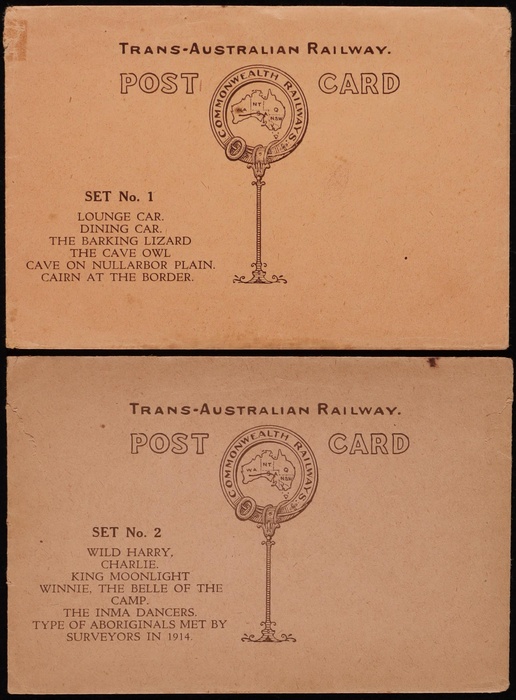 TRANS-AUSTRALIAN RAILWAY.
POST CARD
COMMONWEALTH RAILWAYS.
WA NT Q NSW
SET No. 1
LOUNGE CAR.
DINING CAR.
THE BARKING LIZARD
THE CAVE OWL
CAVE ON NULLARBOR PLAIN.
CAIRN AT THE BORDER.
TRANS-AUSTRALIAN RAILWAY.
POST CARD
COMMONWEALTH RAILWAYS.
WA NT Q NSW
SET No. 2
WILD HARRY,
CHARLIE.
KING MOONLIGHT
WINNIE, THE BELLE OF THE
CAMP.
THE INMA DANCERS.
TYPE OF ABORIGINALS MET BY
SURVEYORS IN 1914.